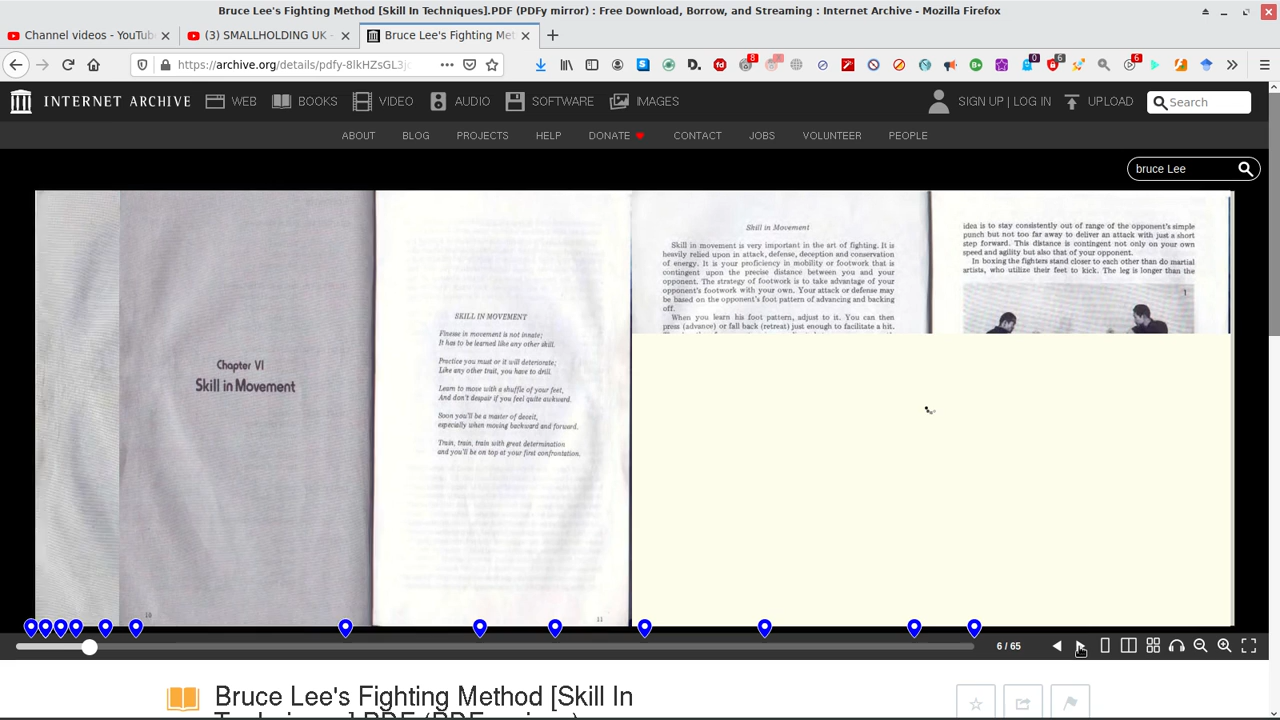 Bruce Lee's Fighting Method [Skill In Techniques].PDF (PDFy mirror) : Free Download, Borrow, and Streaming : Internet Archive - Mozilla Firefox
Channel videos - YouTube
(3) SMALLHOLDING UK -
Bruce Lee's Fighting Met
https://archive.org/details/pdfy-8lkHZsGL3j
8
0
6
6
INTERNET ARCHIVE
WEB
BOOKS
VIDEO
AUDIO
SOFTWARE
IMAGES
SIGN UP | LOG IN
UPLOAD
Search
ABOUT
BLOG
PROJECTS
HELP
DONATE
CONTACT
JOBS
VOLUNTEER
PEOPLE
bruce Lee
Chapter VI
Skill in Movement
10
SKILL IN MOVEMENT
Finesse in movement is not innate;
It has to be learned like any other skill.
Practice you must or it will deteriorate;
Like any other trait, you have to drill.
Learn to move with a shuffle of your feet,
And don't despair if you feel quite awkward.
Soon you'll be a master of deceit,
especially when moving backward and forward.
Train, train, train with great determination
and you'll be on top at your first confrontation.
11
Skill in Movement
Skill in movement is very important in the art of fighting. It is
heavily relied upon in attack, defense, deception and conservation
of energy. It is your proficiency in mobility or footwork that is
contingent upon the precise distance between you and your
opponent. The strategy of footwork is to take advantage of your
opponent's footwork with your own. Your attack or defense may
be based on the opponent's foot pattern of advancing and backing
off.
When you learn his foot pattern, adjust to it. You can then
press (advance) or fall back (retreat) just enough to facilitate a hit.
idea is to stay consistently out of range of the opponent's simple
punch but not too far away to deliver an attack with just a short
step forward. This distance is contingent not only on your own
speed and agility but also that of your opponent.
In boxing the fighters stand closer to each other than do martial
artists, who utilize their feet to kick. The leg is longer than the
1
6 / 65
Bruce Lee's Fighting Method [Skill In